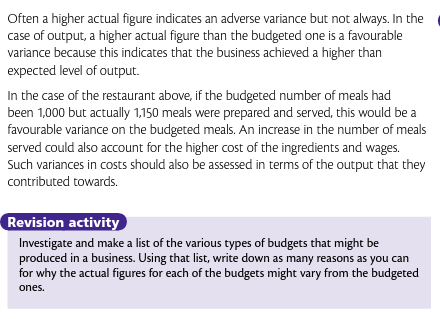 Often a higher actual figure indicates an adverse variance but not always. In the
case of output, a higher actual figure than the budgeted one is a favourable
variance because this indicates that the business achieved a higher than
expected level of output.
In the case of the restaurant above, if the budgeted number of meals had
been 1,000 but actually 1,150 meals were prepared and served, this would be a
favourable variance on the budgeted meals. An increase in the number of meals
served could also account for the higher cost of the ingredients and wages.
Such variances in costs should also be assessed in terms of the output that they
contributed towards.
Revision activity
Investigate and make a list of the various types of budgets that might be
produced in a business. Using that list, write down as many reasons as you can
for why the actual figures for each of the budgets might vary from the budgeted
ones.